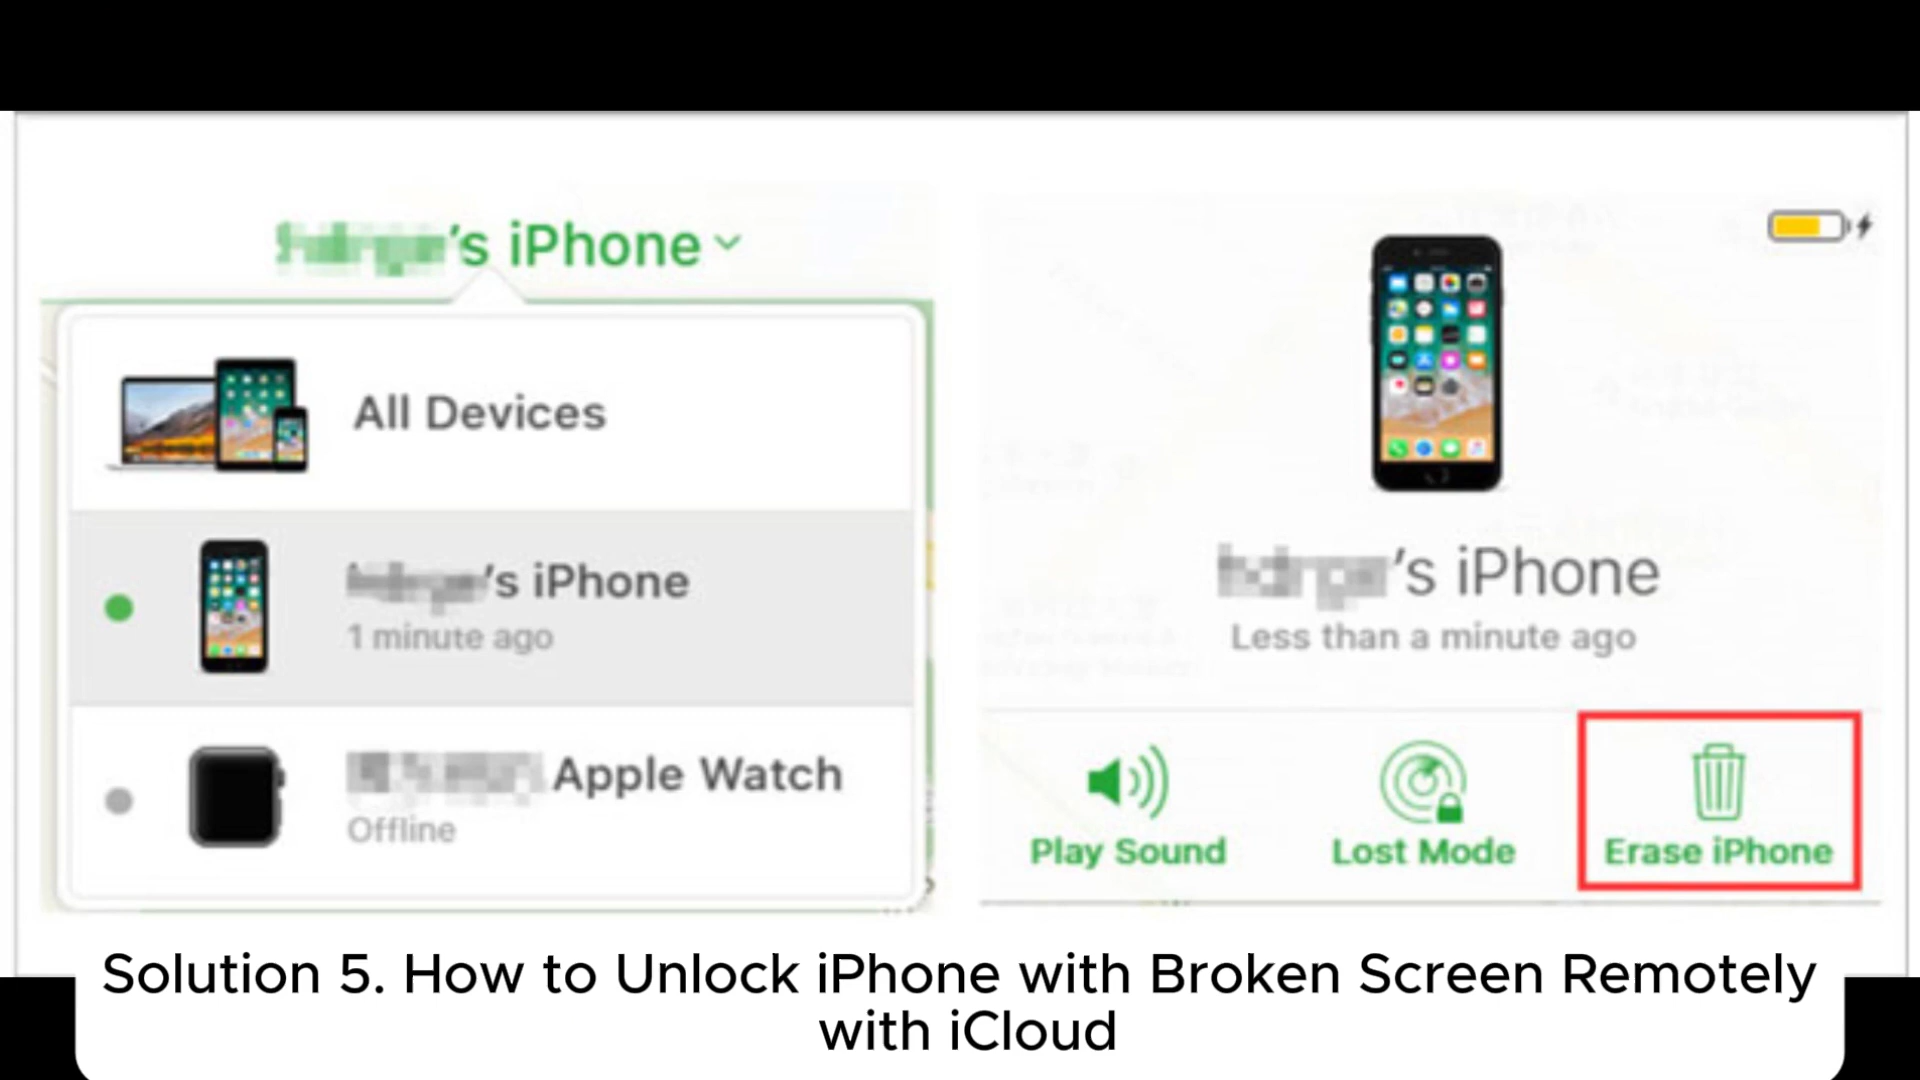 's iPhone
All Devices
's iPhone
1 minute ago
Apple Watch
Offline
's iPhone
Less than a minute ago
Play Sound
Lost Mode
Erase iPhone
Solution 5. How to Unlock iPhone with Broken Screen Remotely
with iCloud